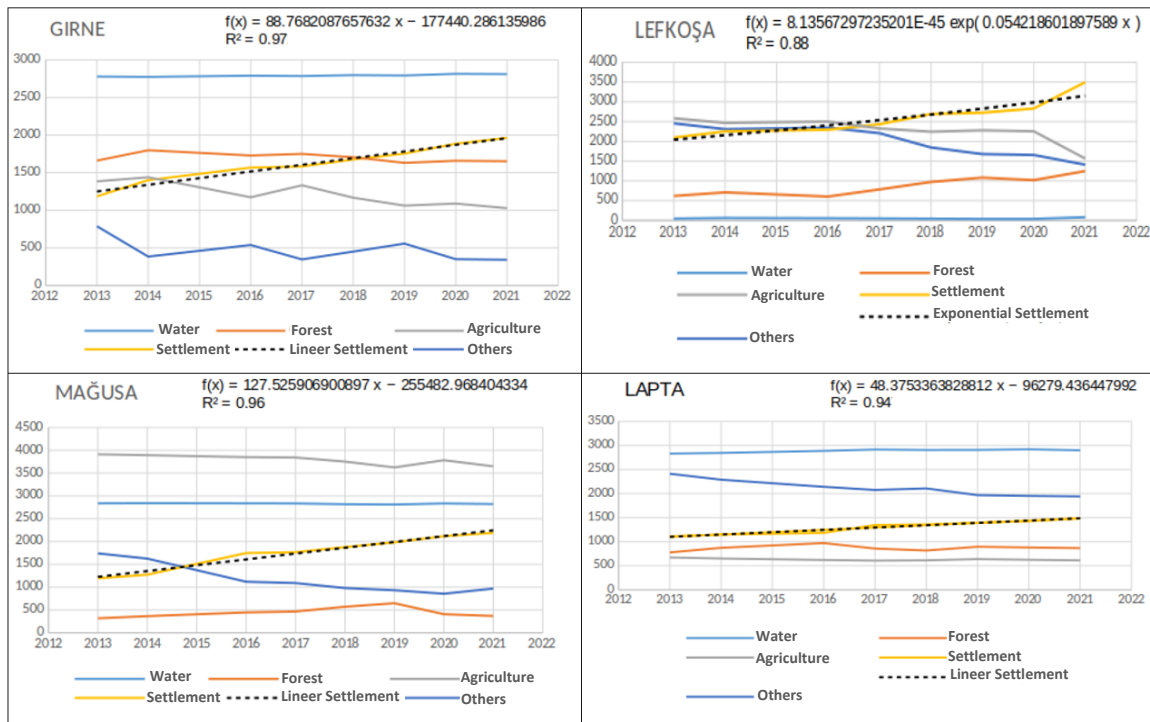 GIRNE
f(x) = 88.7682087657632 x − 177440.286135986
R² = 0.97
3000
2500
2000
1500
1000
500
0
2012 2013 2014 2015 2016 2017 2018 2019 2020 2021 2022
Water Forest Agriculture
Settlement Lineer Settlement Others
LEFKOŞA
f(x) = 8.13567297235201E-45 exp( 0.054218601897589 x )
R² = 0.88
4000
3500
3000
2500
2000
1500
1000
500
0
2012 2013 2014 2015 2016 2017 2018 2019 2020 2021 2022
Water Forest
Agriculture Settlement
Exponential Settlement
Others
MAĞUSA
f(x) = 127.525906900897 x − 255482.968404334
R² = 0.96
4500
4000
3500
3000
2500
2000
1500
1000
500
0
2012 2013 2014 2015 2016 2017 2018 2019 2020 2021 2022
Water Forest Agriculture
Settlement Lineer Settlement Others
LAPTA
f(x) = 48.3753363828812 x − 96279.436447992
R² = 0.94
3500
3000
2500
2000
1500
1000
500
0
2012 2013 2014 2015 2016 2017 2018 2019 2020 2021 2022
Water Forest
Agriculture Settlement
Lineer Settlement
Others